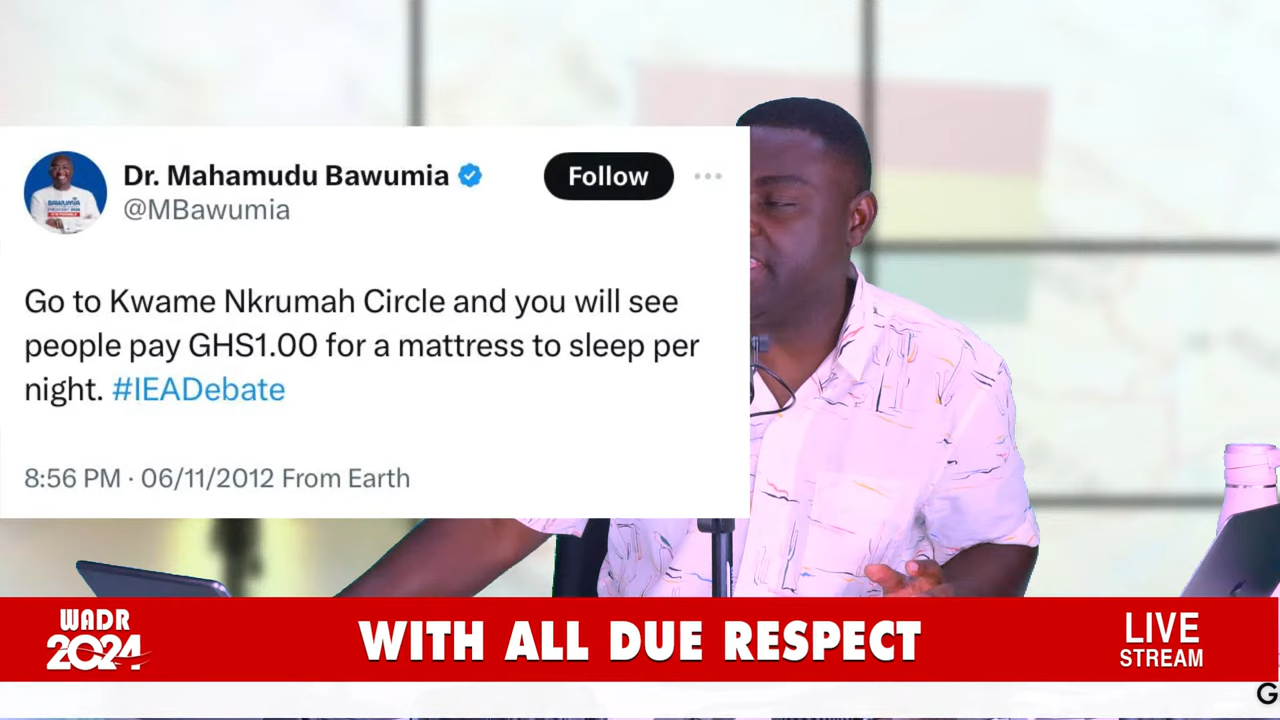 Dr. Mahamudu Bawumia
@MBawumia
Follow
Go to Kwame Nkrumah Circle and you will see
people pay GHS1.00 for a mattress to sleep per
night. #IEADebate
8:56 PM · 06/11/2012 From Earth
WADR
2024
WITH ALL DUE RESPECT
LIVE
STREAM
G